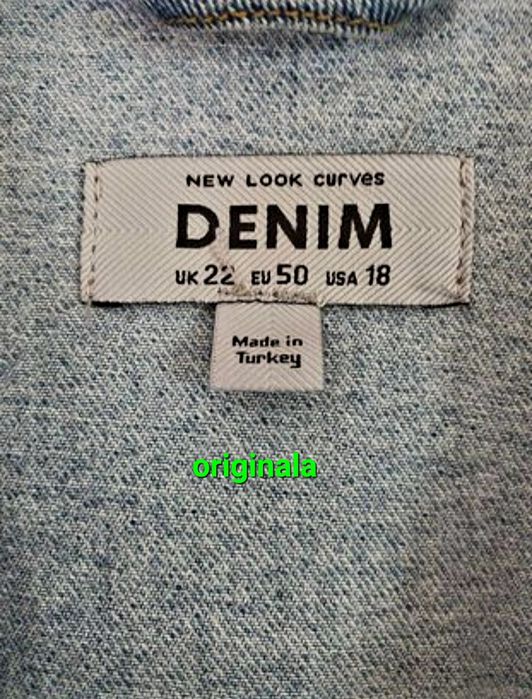 NEW LOOK curves
DENIM
UK 22 EU 50 USA 18
Made in
Turkey
originala